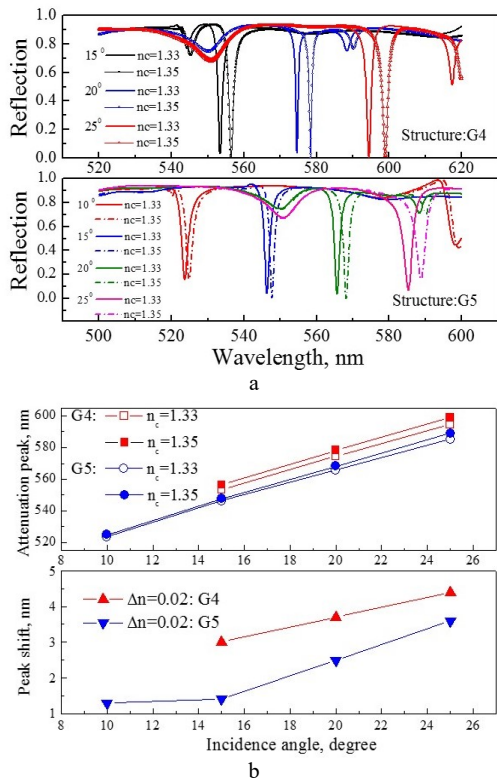 a
Reflection
1.0
0.8
0.6
0.4
0.2
0.0
15° nc=1.33
nc=1.35
20° nc=1.33
nc=1.35
25° nc=1.33
nc=1.35
Structure:G4
520 540 560 580 600 620
Reflection
1.0
0.8
0.6
0.4
0.2
0.0
10° nc=1.33
nc=1.35
15° nc=1.33
nc=1.35
20° nc=1.33
nc=1.35
25° nc=1.33
nc=1.35
Structure:G5
500 520 540 560 580 600
Wavelength, nm
a
Attenuation peak, nm
600
580
560
540
520
G4: n_c=1.33
n_c=1.35
G5: n_c=1.33
n_c=1.35
8 10 12 14 16 18 20 22 24 26
Peak shift, nm
5
4
3
2
1
Δn=0.02: G4
Δn=0.02: G5
8 10 12 14 16 18 20 22 24 26
Incidence angle, degree
b